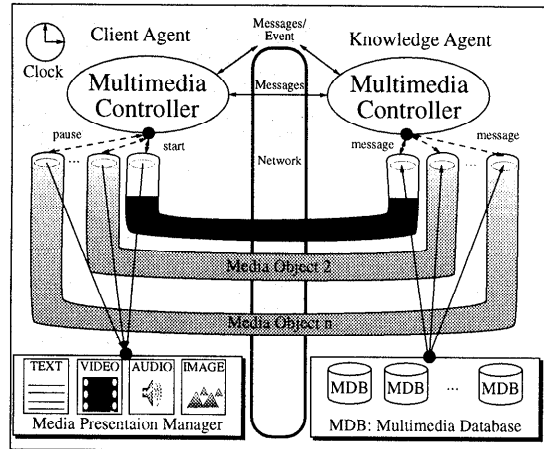 Messages/
Event
Client Agent
Knowledge Agent
Clock
Multimedia
Controller
Messages
Multimedia
Controller
pause
start
Network
message
message
...
...
Media Object 2
Media Object n
TEXT
VIDEO
AUDIO
IMAGE
Media Presentaion Manager
MDB
MDB
...
MDB
MDB: Multimedia Database